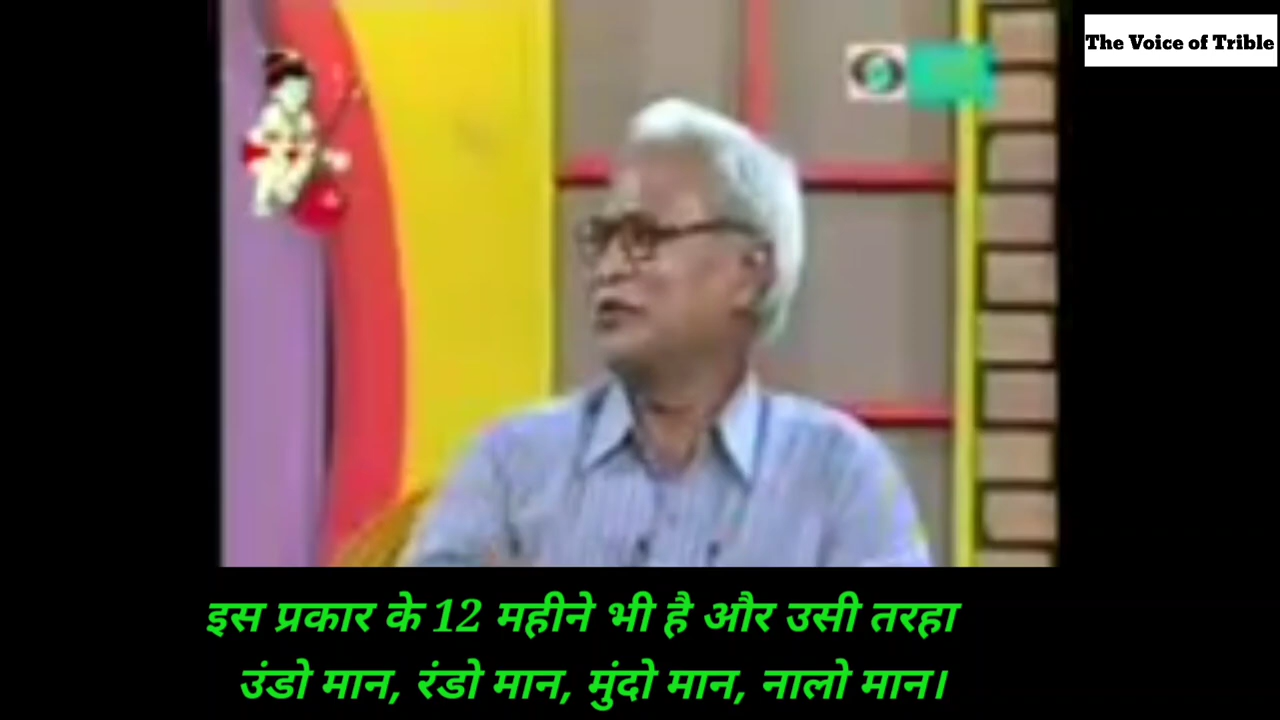 The Voice of Trible
इस प्रकार के 12 महीने भी है और उसी तरहा
उंडो मान, रंडो मान, मुंदो मान, नालो मान।